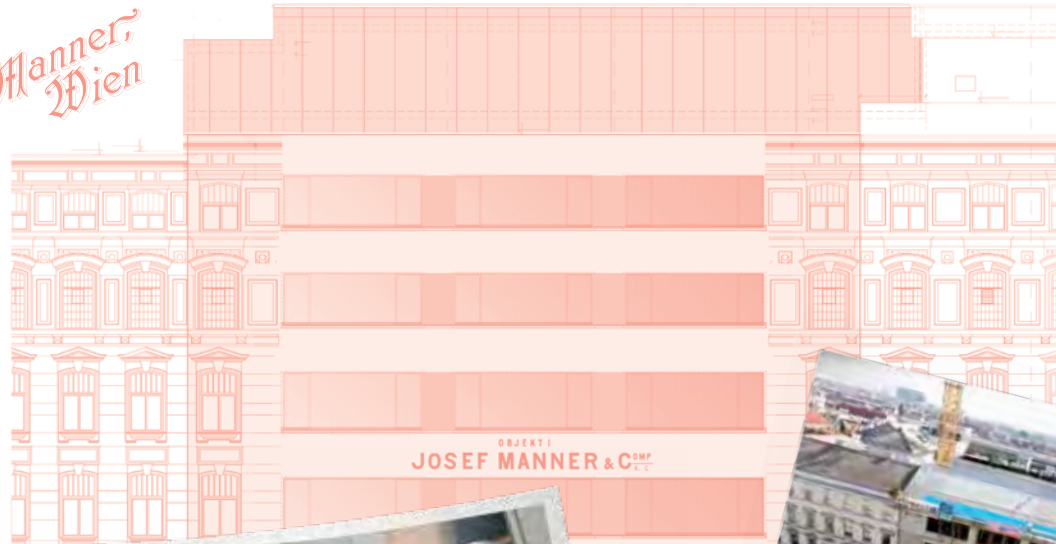 Manner,
Wien
OBJEKT I
JOSEF MANNER & COMP
A. G.